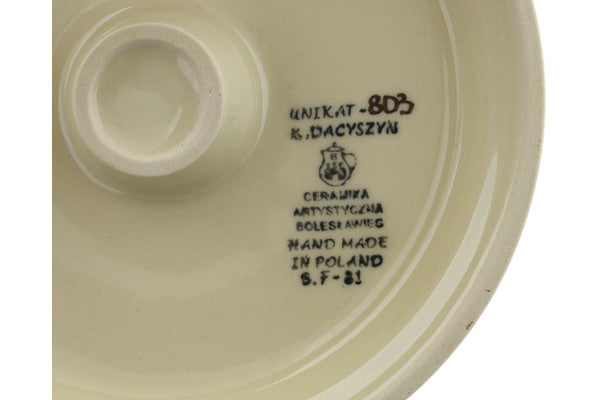 UNIKAT-803
K.DACYSZYN
B
CERAMIKA
ARTYSTYCZNA
BOLESŁAWIEC
HAND MADE
IN POLAND
S.F-81